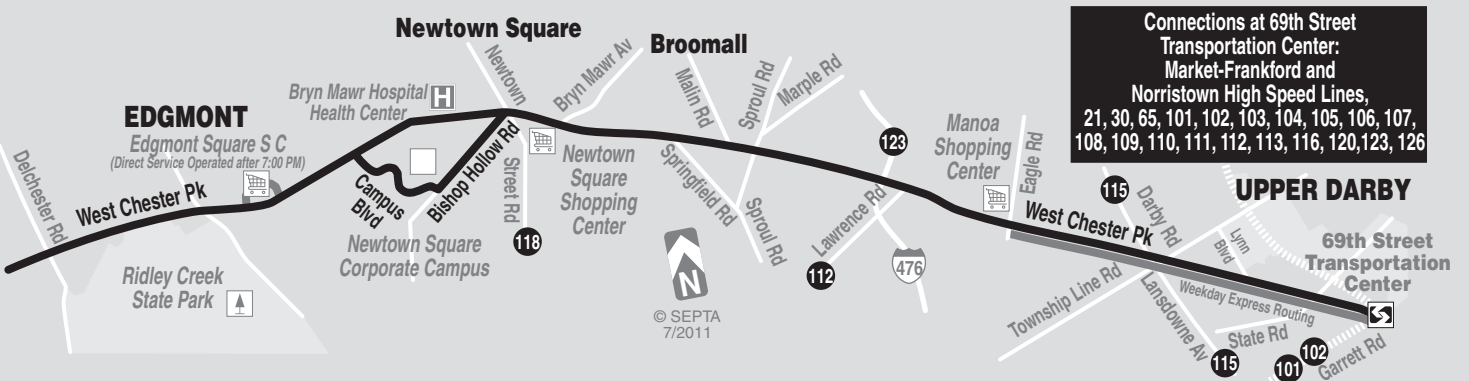 Newtown Square
Broomall
EDGMONT
Edgmont Square S C
(Direct Service Operated after 7:00 PM)
Bryn Mawr Hospital
Health Center
H
Newtown
Bryn Mawr Av
Malin Rd
Sproul Rd
Marple Rd
Delchester Rd
West Chester Pk
Campus
Blvd
Bishop Hollow Rd
Street Rd
118
Newtown
Square
Shopping
Center
Newtown Square
Corporate Campus
Ridley Creek
State Park
Springfield Rd
Sproul Rd
N
© SEPTA
7/2011
Lawrence Rd
112
123
476
Manoa
Shopping
Center
Eagle Rd
West Chester Pk
Connections at 69th Street
Transportation Center:
Market-Frankford and
Norristown High Speed Lines,
21, 30, 65, 101, 102, 103, 104, 105, 106, 107,
108, 109, 110, 111, 112, 113, 116, 120,123, 126
115
Darby Rd
UPPER DARBY
Lynn
Blvd
69th Street
Transportation
Center
Township Line Rd
Lansdowne Av
Weekday Express Routing
State Rd
115
101
102
Garrett Rd
S